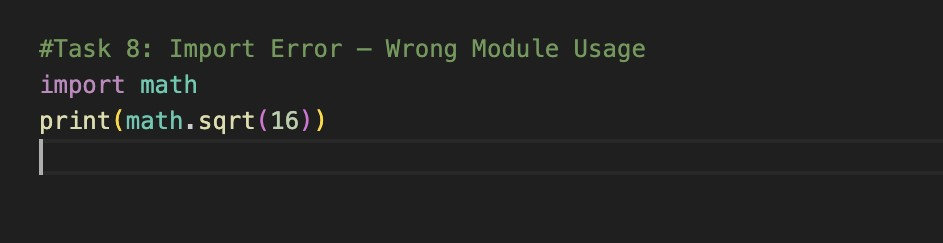 #Task 8: Import Error – Wrong Module Usage
import math
print(math.sqrt(16))